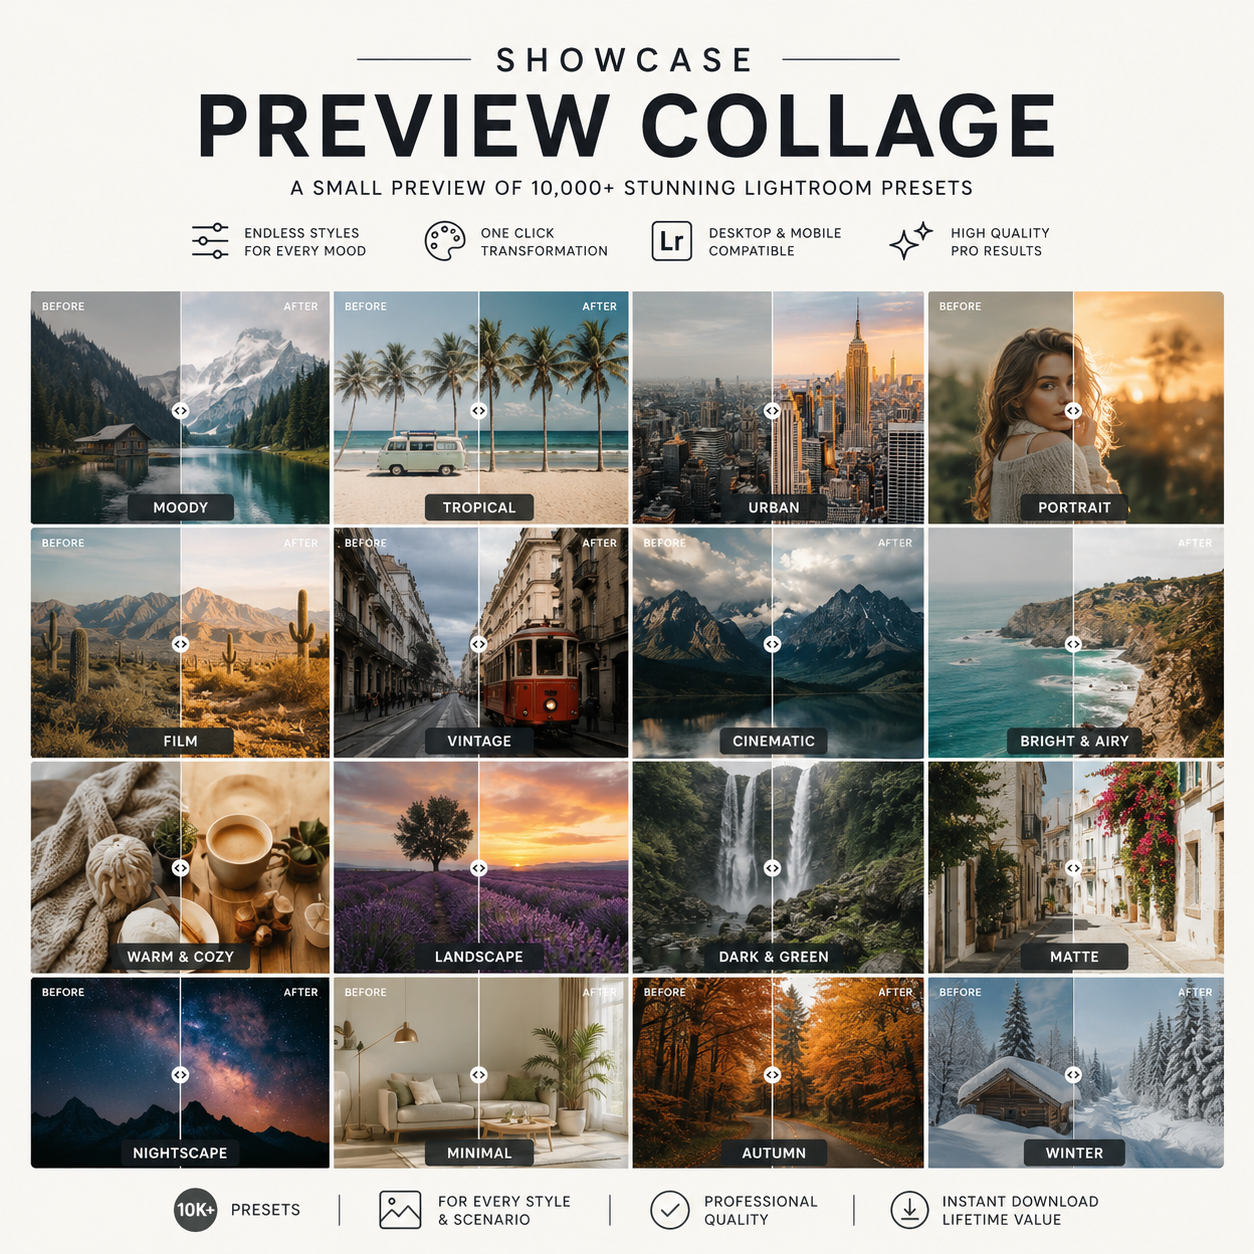 SHOWCASE
PREVIEW COLLAGE
A SMALL PREVIEW OF 10,000+ STUNNING LIGHTROOM PRESETS
ENDLESS STYLES
FOR EVERY MOOD
ONE CLICK
TRANSFORMATION
Lr
DESKTOP & MOBILE
COMPATIBLE
HIGH QUALITY
PRO RESULTS
BEFORE AFTER
MOODY
BEFORE AFTER
TROPICAL
URBAN
BEFORE
PORTRAIT
BEFORE AFTER
FILM
BEFORE AFTER
VINTAGE
BEFORE AFTER
CINEMATIC
AFTER
BRIGHT & AIRY
WARM & COZY
LANDSCAPE
DARK & GREEN
MATTE
BEFORE AFTER
NIGHTSCAPE
BEFORE AFTER
MINIMAL
BEFORE AFTER
AUTUMN
BEFORE AFTER
WINTER
10K+
PRESETS
FOR EVERY STYLE
& SCENARIO
PROFESSIONAL
QUALITY
INSTANT DOWNLOAD
LIFETIME VALUE